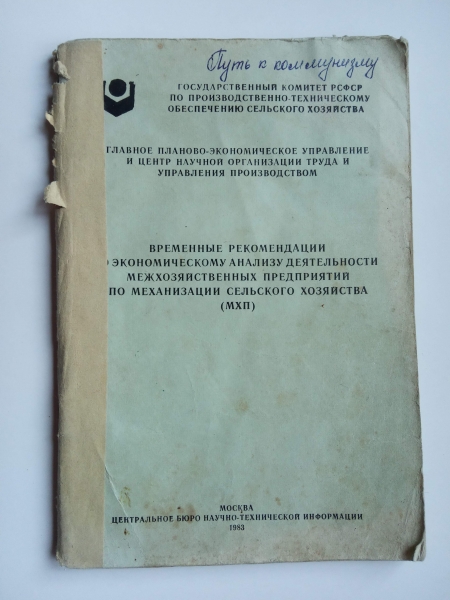 Путь к коммунизму
ГОСУДАРСТВЕННЫЙ КОМИТЕТ РСФСР
ПО ПРОИЗВОДСТВЕННО-ТЕХНИЧЕСКОМУ
ОБЕСПЕЧЕНИЮ СЕЛЬСКОГО ХОЗЯЙСТВА
ГЛАВНОЕ ПЛАНОВО-ЭКОНОМИЧЕСКОЕ УПРАВЛЕНИЕ
И ЦЕНТР НАУЧНОЙ ОРГАНИЗАЦИИ ТРУДА И
УПРАВЛЕНИЯ ПРОИЗВОДСТВОМ
ВРЕМЕННЫЕ РЕКОМЕНДАЦИИ
ЭКОНОМИЧЕСКОМУ АНАЛИЗУ ДЕЯТЕЛЬНОСТИ
МЕЖХОЗЯЙСТВЕННЫХ ПРЕДПРИЯТИЙ
ПО МЕХАНИЗАЦИИ СЕЛЬСКОГО ХОЗЯЙСТВА
(МХП)
МОСКВА
ЦЕНТРАЛЬНОЕ БЮРО НАУЧНО-ТЕХНИЧЕСКОЙ ИНФОРМАЦИИ
1983